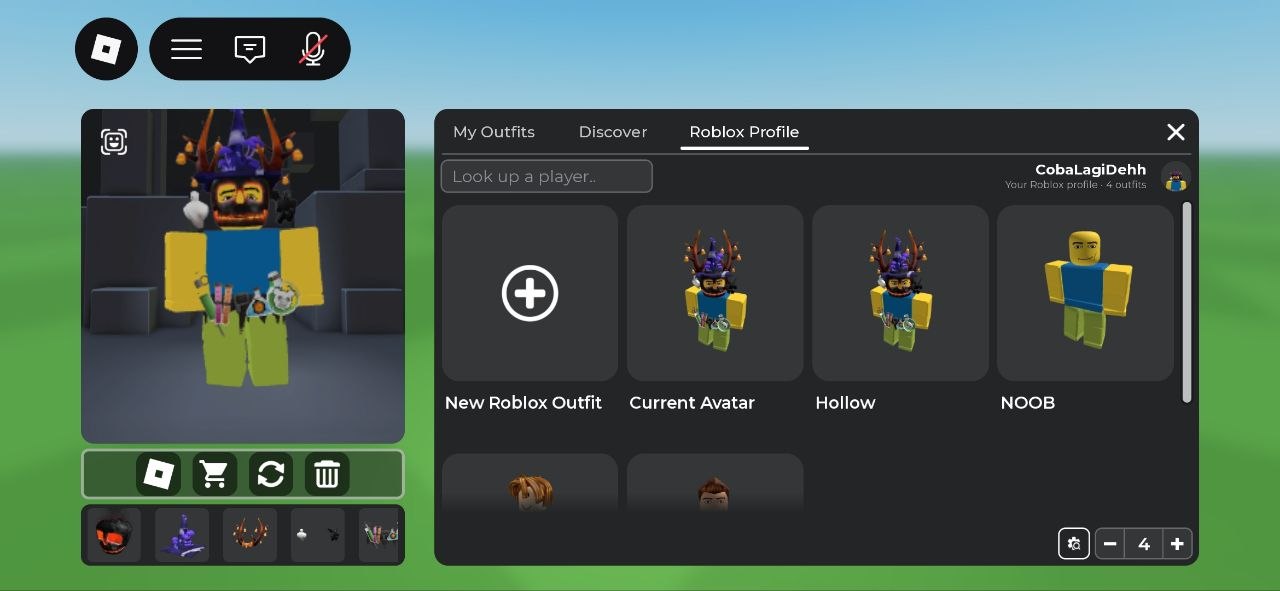 My Outfits
Discover
Roblox Profile
Look up a player..
CobaLagiDehh
Your Roblox profile · 4 outfits
New Roblox Outfit
Current Avatar
Hollow
NOOB
4